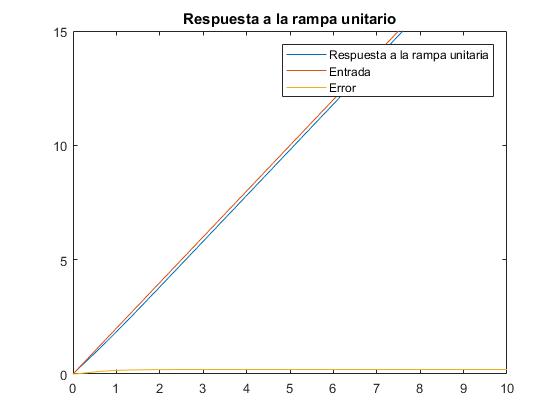 Respuesta a la rampa unitario
15
Respuesta a la rampa unitaria
Entrada
Error
10
5
0
0 1 2 3 4 5 6 7 8 9 10